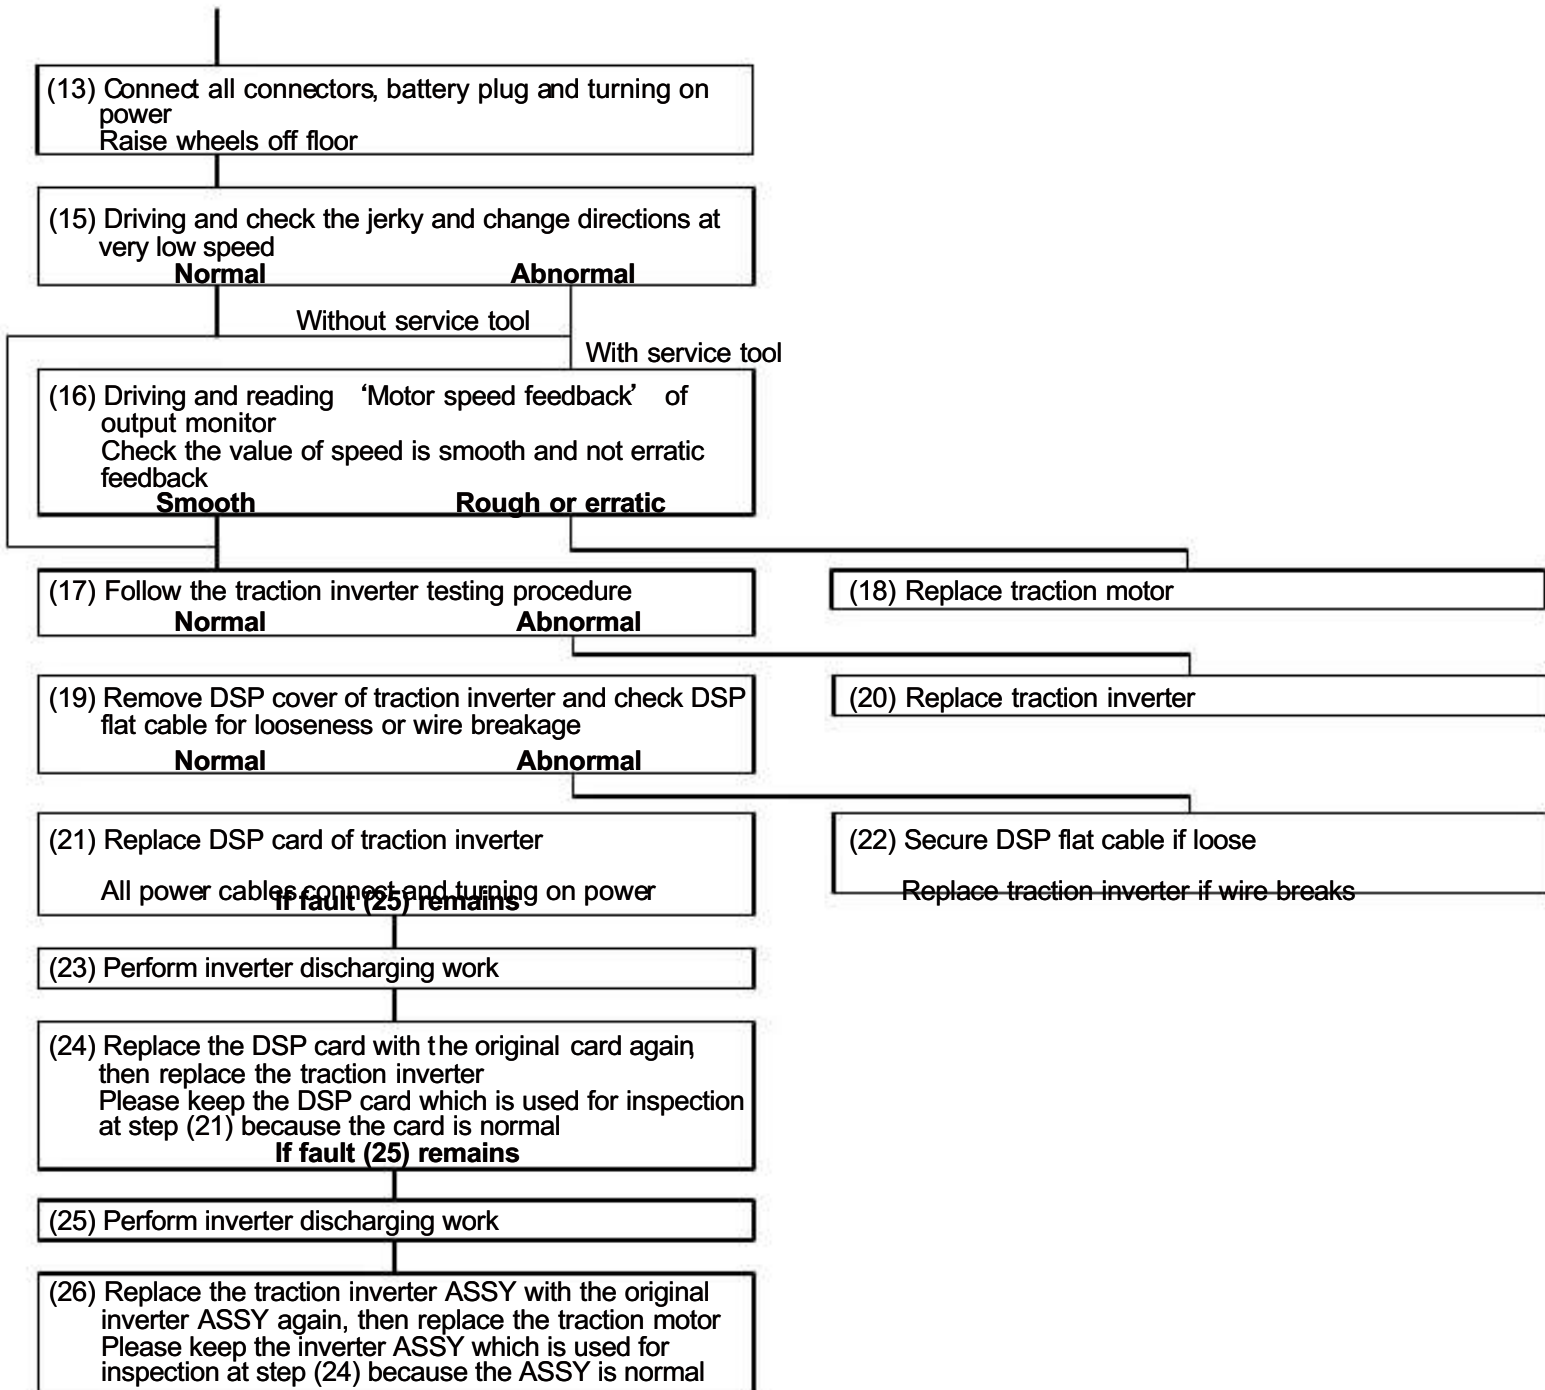 (13) Connect all connectors, battery plug and turning on
power
Raise wheels off floor
(15) Driving and check the jerky and change directions at
very low speed
Normal Abnormal
Without service tool
With service tool
(16) Driving and reading ‘Motor speed feedback’ of
output monitor
Check the value of speed is smooth and not erratic
feedback
Smooth Rough or erratic
(17) Follow the traction inverter testing procedure
Normal Abnormal
(18) Replace traction motor
(19) Remove DSP cover of traction inverter and check DSP
flat cable for looseness or wire breakage
Normal Abnormal
(20) Replace traction inverter
(21) Replace DSP card of traction inverter
All power cables connect and turning on power
If fault (25) remains
(22) Secure DSP flat cable if loose
Replace traction inverter if wire breaks
(23) Perform inverter discharging work
(24) Replace the DSP card with the original card again,
then replace the traction inverter
Please keep the DSP card which is used for inspection
at step (21) because the card is normal
If fault (25) remains
(25) Perform inverter discharging work
(26) Replace the traction inverter ASSY with the original
inverter ASSY again, then replace the traction motor
Please keep the inverter ASSY which is used for
inspection at step (24) because the ASSY is normal